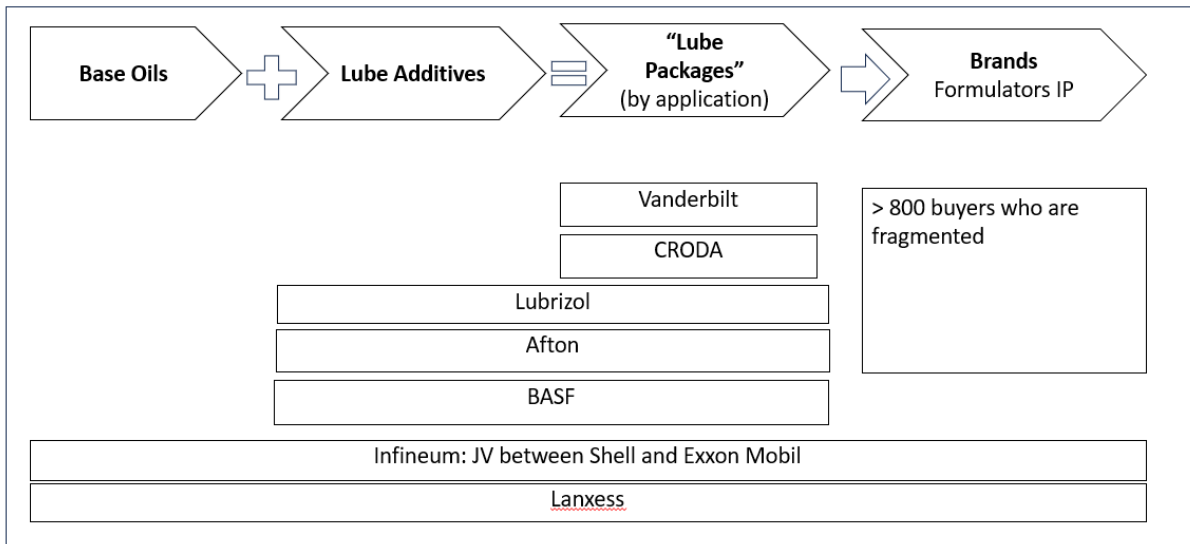 Base Oils
Lube Additives
“Lube
Packages”
(by application)
Brands
Formulators IP
Vanderbilt
CRODA
Lubrizol
Afton
BASF
> 800 buyers who are
fragmented
Infineum: JV between Shell and Exxon Mobil
Lanxess